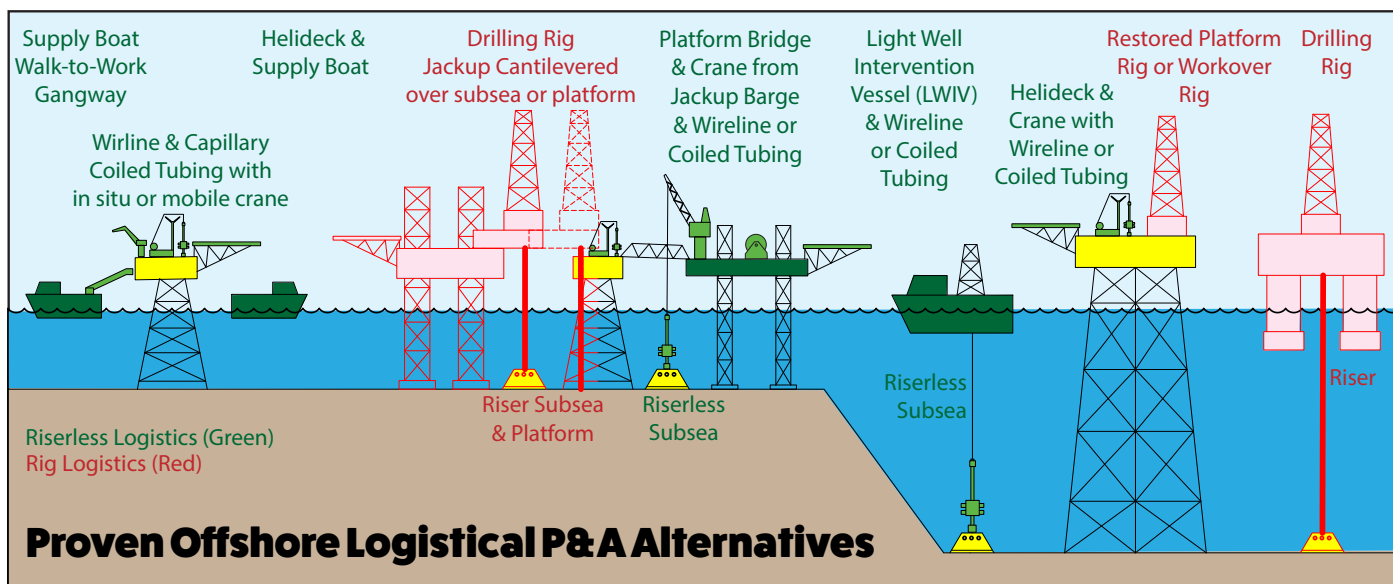 Supply Boat
Walk-to-Work
Gangway
Helideck &
Supply Boat
Wirline & Capillary
Coiled Tubing with
in situ or mobile crane
Drilling Rig
Jackup Cantilevered
over subsea or platform
Platform Bridge
& Crane from
Jackup Barge
& Wireline or
Coiled Tubing
Light Well
Intervention
Vessel (LWIV)
& Wireline
or Coiled
Tubing
Helideck &
Crane with
Wireline or
Coiled Tubing
Restored Platform
Rig or Workover
Rig
Drilling
Rig
Riser Subsea
& Platform
Riserless
Subsea
Riserless
Subsea
Riser
Riserless Logistics (Green)
Rig Logistics (Red)
Proven Offshore Logistical P&A Alternatives